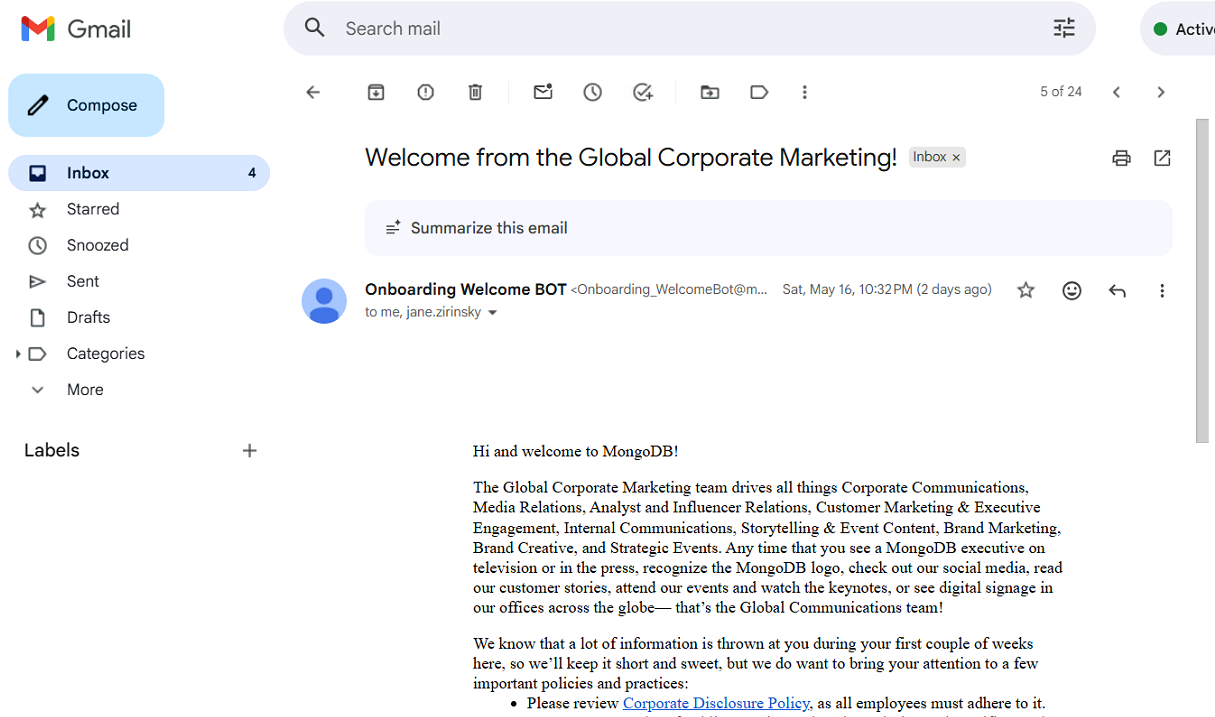 Gmail
Search mail
Compose
5 of 24
Welcome from the Global Corporate Marketing! Inbox ×
Inbox 4
Starred
Snoozed
Sent
Drafts
Categories
More
Labels
Summarize this email
Onboarding Welcome BOT <Onboarding_WelcomeBot@m... Sat, May 16, 10:32 PM (2 days ago)
to me, jane.zirinsky
Hi and welcome to MongoDB!
The Global Corporate Marketing team drives all things Corporate Communications,
Media Relations, Analyst and Influencer Relations, Customer Marketing & Executive
Engagement, Internal Communications, Storytelling & Event Content, Brand Marketing,
Brand Creative, and Strategic Events. Any time that you see a MongoDB executive on
television or in the press, recognize the MongoDB logo, check out our social media, read
our customer stories, attend our events and watch the keynotes, or see digital signage in
our offices across the globe— that's the Global Communications team!
We know that a lot of information is thrown at you during your first couple of weeks
here, so we'll keep it short and sweet, but we do want to bring your attention to a few
important policies and practices:
• Please review Corporate Disclosure Policy, as all employees must adhere to it.